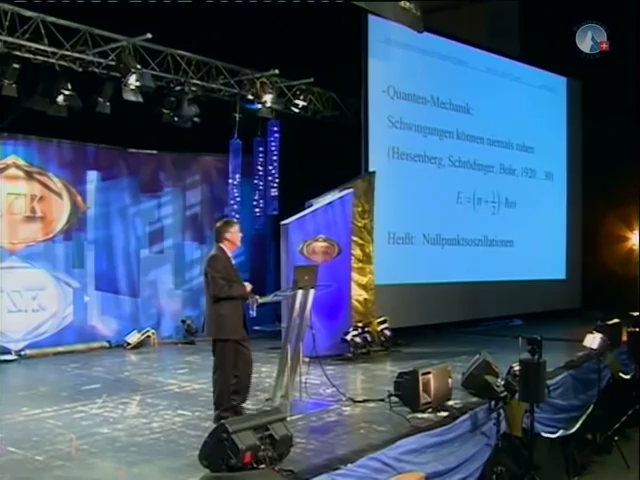 -Quanten-Mechanik:
Schwingungen können niemals ruhen
(Heisenberg, Schrödinger, Bohr, 1920...30)
E = (n + 1/2) · ħω
Heißt: Nullpunktsoszillationen